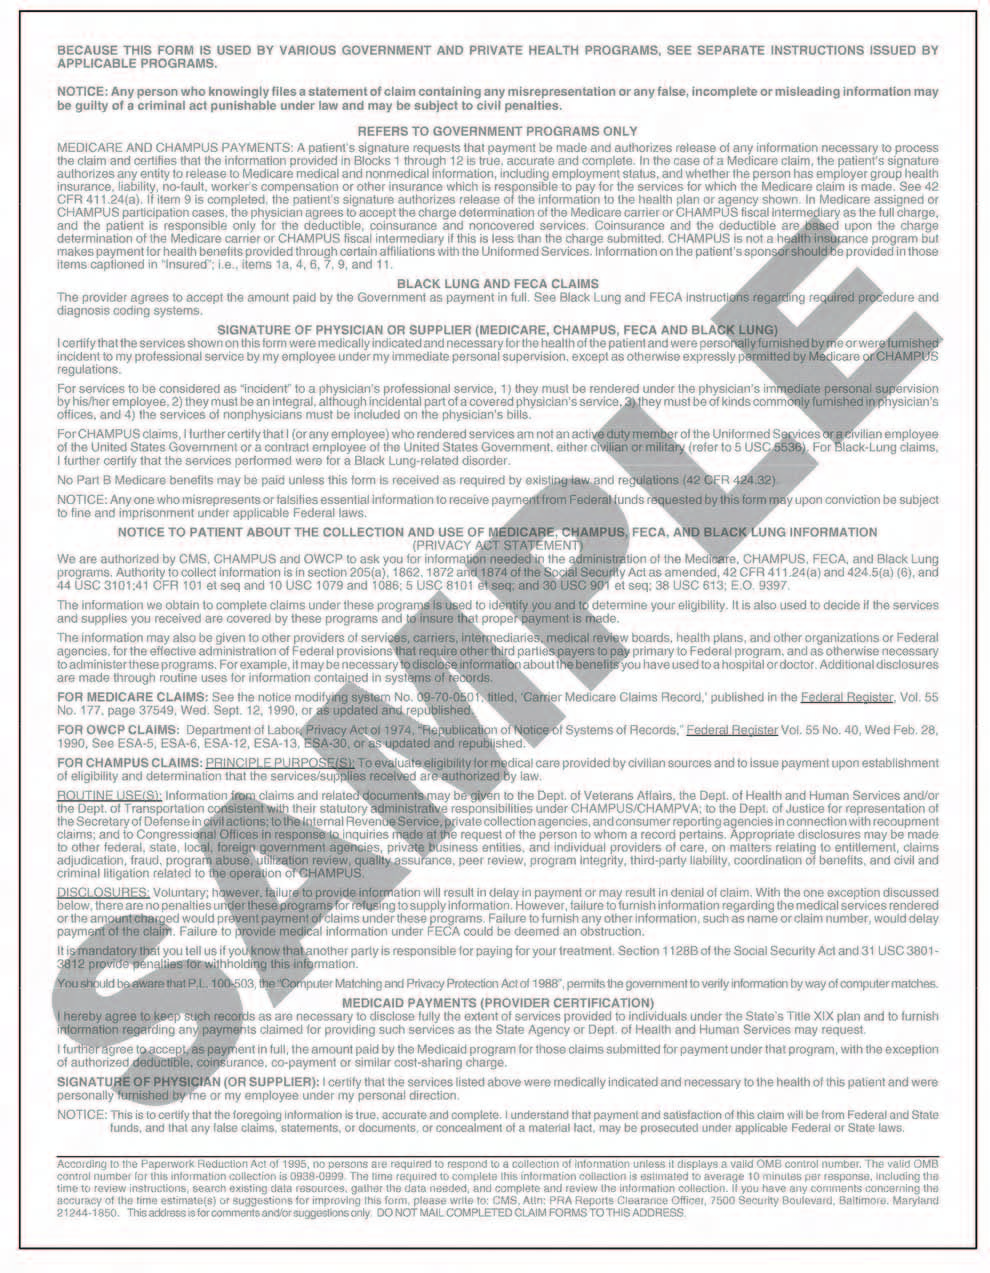 BECAUSE THIS FORM IS USED BY VARIOUS GOVERNMENT AND PRIVATE HEALTH PROGRAMS, SEE SEPARATE INSTRUCTIONS ISSUED BY
APPLICABLE PROGRAMS.
NOTICE: Any person who knowingly files a statement of claim containing any misrepresentation or any false, incomplete or misleading information may
be guilty of a criminal act punishable under law and may be subject to civil penalties.
REFERS TO GOVERNMENT PROGRAMS ONLY
MEDICARE AND CHAMPUS PAYMENTS: A patient's signature requests that payment be made and authorizes release of any information necessary to process
the claim and certifies that the information provided in Blocks 1 through 12 is true, accurate and complete. In the case of a Medicare claim, the patient's signature
authorizes any entity to release to Medicare medical and nonmedical information, including employment status, and whether the person has employer group health
insurance, liability, no-fault, worker's compensation or other insurance which is responsible to pay for the services for which the Medicare claim is made. See 42
CFR 411.24(a). If item 9 is completed, the patient's signature authorizes release of the information to the health plan or agency shown. In Medicare assigned or
CHAMPUS participation cases, the physician agrees to accept the charge determination of the Medicare carrier or CHAMPUS fiscal intermediary as the full charge,
and the patient is responsible only for the deductible, coinsurance and noncovered services. Coinsurance and the deductible are based upon the charge
determination of the Medicare carrier or CHAMPUS fiscal intermediary if this is less than the charge submitted. CHAMPUS is not a health insurance program but
makes payment for health benefits provided through certain affiliations with the Uniformed Services. Information on the patient's sponsor should be provided in those
items captioned in "Insured"; i.e., items 1a, 4, 6, 7, 9, and 11.
BLACK LUNG AND FECA CLAIMS
The provider agrees to accept the amount paid by the Government as payment in full. See Black Lung and FECA instructions regarding required procedure and
diagnosis coding systems.
SIGNATURE OF PHYSICIAN OR SUPPLIER (MEDICARE, CHAMPUS, FECA AND BLACK LUNG)
I certify that the services shown on this form were medically indicated and necessary for the health of the patient and were personally furnished by me or were furnished
incident to my professional service by my employee under my immediate personal supervision, except as otherwise expressly permitted by Medicare or CHAMPUS
regulations.
For services to be considered as "incident" to a physician's professional service, 1) they must be rendered under the physician's immediate personal supervision
by his/her employee, 2) they must be an integral, although incidental part of a covered physician's service, 3) they must be of kinds commonly furnished in physician's
offices, and 4) the services of nonphysicians must be included on the physician's bills.
For CHAMPUS claims, I further certify that I (or any employee) who rendered services am not an active duty member of the Uniformed Services or a civilian employee
of the United States Government or a contract employee of the United States Government, either civilian or military (refer to 5 USC 5536). For Black-Lung claims,
I further certify that the services performed were for a Black Lung-related disorder.
No Part B Medicare benefits may be paid unless this form is received as required by existing law and regulations (42 CFR 424.32).
NOTICE: Any one who misrepresents or falsifies essential information to receive payment from Federal funds requested by this form may upon conviction be subject
to fine and imprisonment under applicable Federal laws.
NOTICE TO PATIENT ABOUT THE COLLECTION AND USE OF MEDICARE, CHAMPUS, FECA, AND BLACK LUNG INFORMATION
(PRIVACY ACT STATEMENT)
We are authorized by CMS, CHAMPUS and OWCP to ask you for information needed in the administration of the Medicare, CHAMPUS, FECA, and Black Lung
programs. Authority to collect information is in section 205(a), 1862, 1872 and 1874 of the Social Security Act as amended, 42 CFR 411.24(a) and 424.5(a) (6), and
44 USC 3101;41 CFR 101 et seq and 10 USC 1079 and 1086; 5 USC 8101 et seq; and 30 USC 901 et seq; 38 USC 613; E.O. 9397.
The information we obtain to complete claims under these programs is used to identify you and to determine your eligibility. It is also used to decide if the services
and supplies you received are covered by these programs and to insure that proper payment is made.
The information may also be given to other providers of services, carriers, intermediaries, medical review boards, health plans, and other organizations or Federal
agencies, for the effective administration of Federal provisions that require other third parties payers to pay primary to Federal program, and as otherwise necessary
to administer these programs. For example, it may be necessary to disclose information about the benefits you have used to a hospital or doctor. Additional disclosures
are made through routine uses for information contained in systems of records.
FOR MEDICARE CLAIMS: See the notice modifying system No. 09-70-0501, titled, 'Carrier Medicare Claims Record,' published in the Federal Register, Vol. 55
No. 177, page 37549, Wed. Sept. 12, 1990, or as updated and republished.
FOR OWCP CLAIMS: Department of Labor, Privacy Act of 1974, "Republication of Notice of Systems of Records," Federal Register Vol. 55 No. 40, Wed Feb. 28,
1990, See ESA-5, ESA-6, ESA-12, ESA-13, ESA-30, or as updated and republished.
FOR CHAMPUS CLAIMS: PRINCIPLE PURPOSE(S): To evaluate eligibility for medical care provided by civilian sources and to issue payment upon establishment
of eligibility and determination that the services/supplies received are authorized by law.
ROUTINE USE(S): Information from claims and related documents may be given to the Dept. of Veterans Affairs, the Dept. of Health and Human Services and/or
the Dept. of Transportation consistent with their statutory administrative responsibilities under CHAMPUS/CHAMPVA; to the Dept. of Justice for representation of
the Secretary of Defense in civil actions; to the Internal Revenue Service, private collection agencies, and consumer reporting agencies in connection with recoupment
claims; and to Congressional Offices in response to inquiries made at the request of the person to whom a record pertains. Appropriate disclosures may be made
to other federal, state, local, foreign government agencies, private business entities, and individual providers of care, on matters relating to entitlement, claims
adjudication, fraud, program abuse, utilization review, quality assurance, peer review, program integrity, third-party liability, coordination of benefits, and civil and
criminal litigation related to the operation of CHAMPUS.
DISCLOSURES: Voluntary; however, failure to provide information will result in delay in payment or may result in denial of claim. With the one exception discussed
below, there are no penalties under these programs for refusing to supply information. However, failure to furnish information regarding the medical services rendered
or the amount charged would prevent payment of claims under these programs. Failure to furnish any other information, such as name or claim number, would delay
payment of the claim. Failure to provide medical information under FECA could be deemed an obstruction.
It is mandatory that you tell us if you know that another party is responsible for paying for your treatment. Section 1128B of the Social Security Act and 31 USC 3801-
3812 provide penalties for withholding this information.
You should be aware that P.L. 100-503, the "Computer Matching and Privacy Protection Act of 1988", permits the government to verify information by way of computer matches.
MEDICAID PAYMENTS (PROVIDER CERTIFICATION)
I hereby agree to keep such records as are necessary to disclose fully the extent of services provided to individuals under the State's Title XIX plan and to furnish
information regarding any payments claimed for providing such services as the State Agency or Dept. of Health and Human Services may request.
I further agree to accept, as payment in full, the amount paid by the Medicaid program for those claims submitted for payment under that program, with the exception
of authorized deductible, coinsurance, co-payment or similar cost-sharing charge.
SIGNATURE OF PHYSICIAN (OR SUPPLIER): I certify that the services listed above were medically indicated and necessary to the health of this patient and were
personally furnished by me or my employee under my personal direction.
NOTICE: This is to certify that the foregoing information is true, accurate and complete. I understand that payment and satisfaction of this claim will be from Federal and State
funds, and that any false claims, statements, or documents, or concealment of a material fact, may be prosecuted under applicable Federal or State laws.
According to the Paperwork Reduction Act of 1995, no persons are required to respond to a collection of information unless it displays a valid OMB control number. The valid OMB
control number for this information collection is 0938-0999. The time required to complete this information collection is estimated to average 10 minutes per response, including the
time to review instructions, search existing data resources, gather the data needed, and complete and review the information collection. If you have any comments concerning the
accuracy of the time estimate(s) or suggestions for improving this form, please write to: CMS, Attn: PRA Reports Clearance Officer, 7500 Security Boulevard, Baltimore, Maryland
21244-1850. This address is for comments and/or suggestions only. DO NOT MAIL COMPLETED CLAIM FORMS TO THIS ADDRESS.
SAMPLE